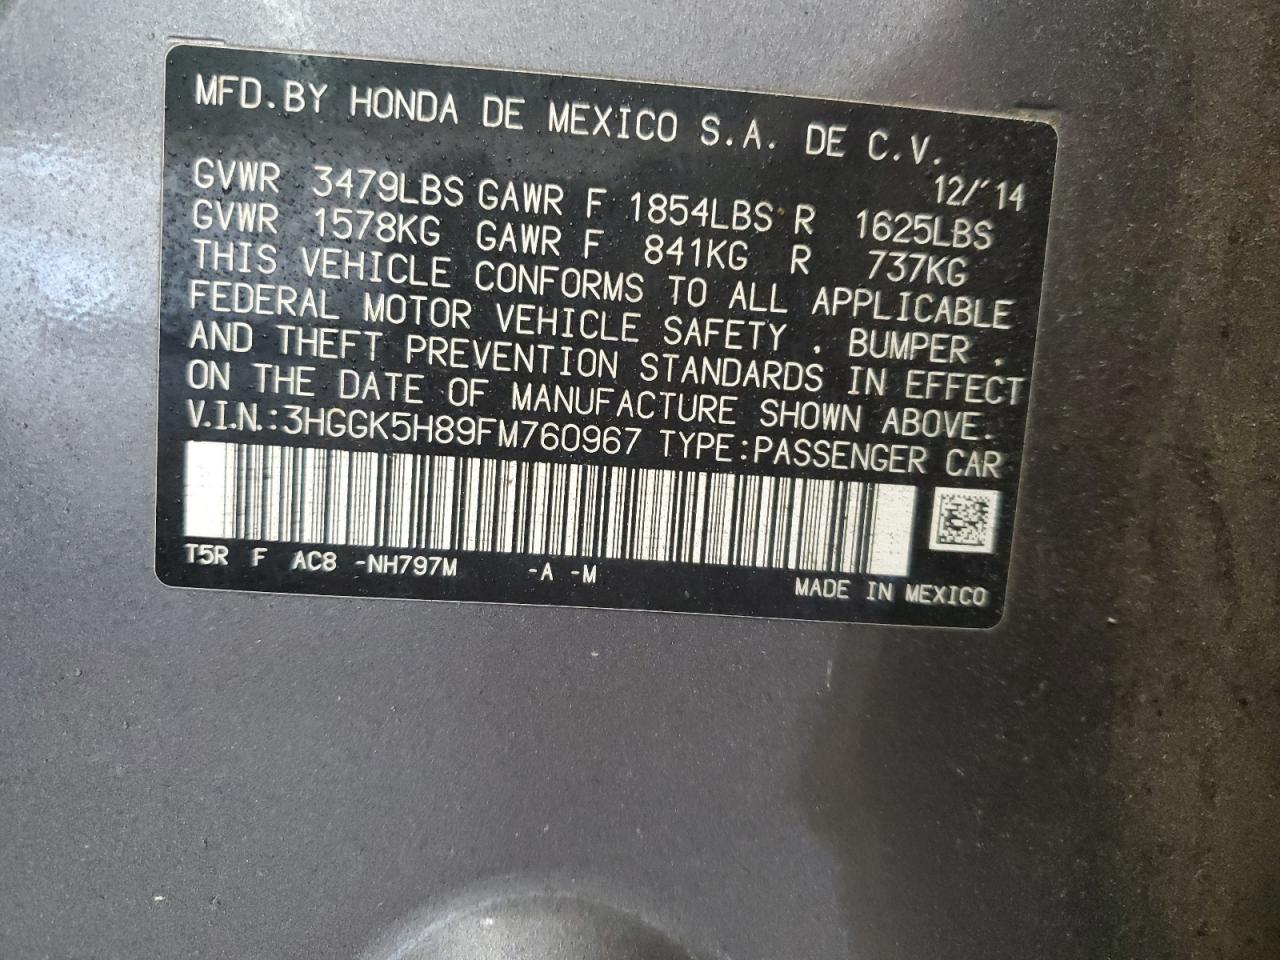 MFD.BY HONDA DE MEXICO S.A. DE C.V.
12/'14
GVWR 3479LBS GAWR F 1854LBS R 1625LBS
GVWR 1578KG GAWR F 841KG R 737KG
THIS VEHICLE CONFORMS TO ALL APPLICABLE
FEDERAL MOTOR VEHICLE SAFETY , BUMPER ,
AND THEFT PREVENTION STANDARDS IN EFFECT
ON THE DATE OF MANUFACTURE SHOWN ABOVE.
V.I.N.:3HGGK5H89FM760967 TYPE:PASSENGER CAR
T5R F AC8 -NH797M -A -M
MADE IN MEXICO